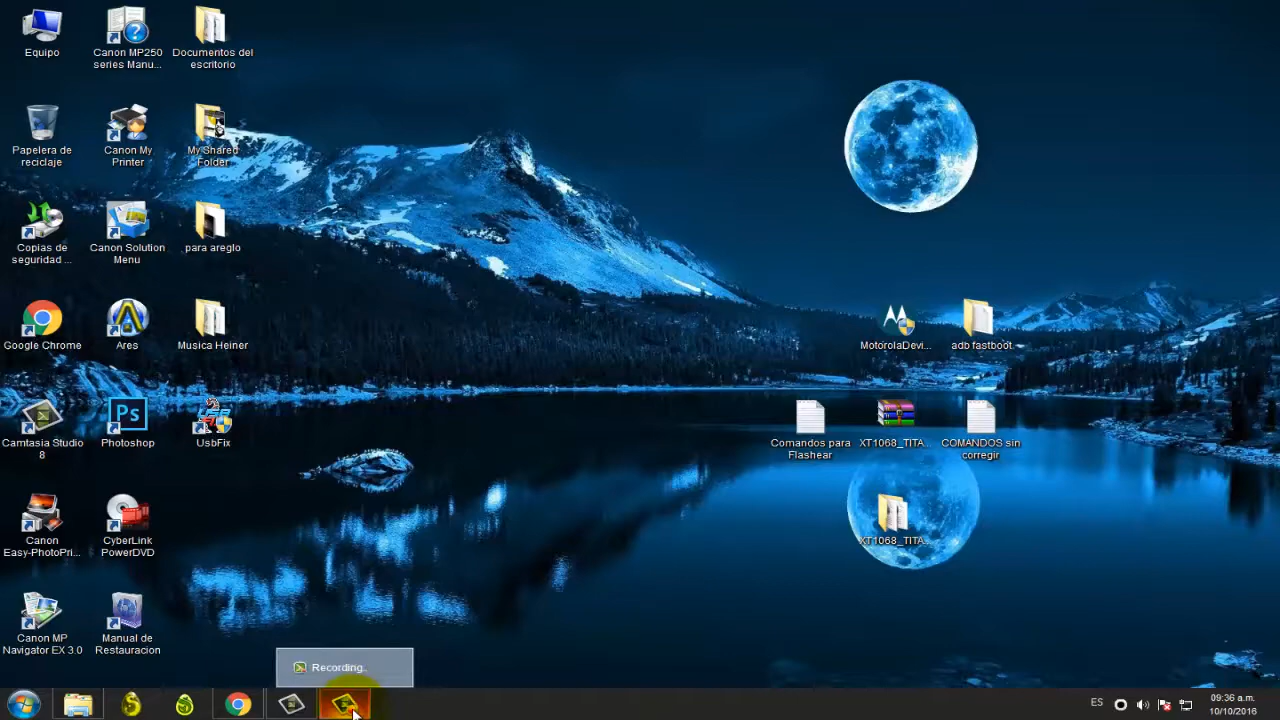 Equipo
Canon MP250
series Manu...
Documentos del
escritorio
Papelera de
reciclaje
Canon My
Printer
My Shared
Folder
Copias de
seguridad ...
Canon Solution
Menu
para areglo
Google Chrome
Ares
Musica Heiner
MotorolaDevi...
adb fastboot
Camtasia Studio
8
Ps
Photoshop
USB
UsbFix
Comandos para
Flashear
XT1068_TITA...
COMANDOS sin
corregir
Canon
Easy-PhotoPri...
CyberLink
PowerDVD
XT1068_TITA...
Canon MP
Navigator EX 3.0
Manual de
Restauracion
Recording..
ES
09:36 a.m.
10/10/2016